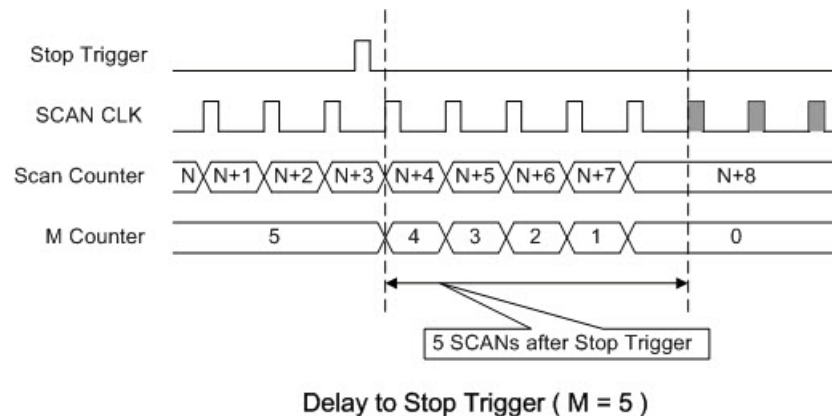 Stop Trigger
SCAN CLK
Scan Counter N N+1 N+2 N+3 N+4 N+5 N+6 N+7 N+8
M Counter 5 4 3 2 1 0
5 SCANs after Stop Trigger
Delay to Stop Trigger ( M = 5 )